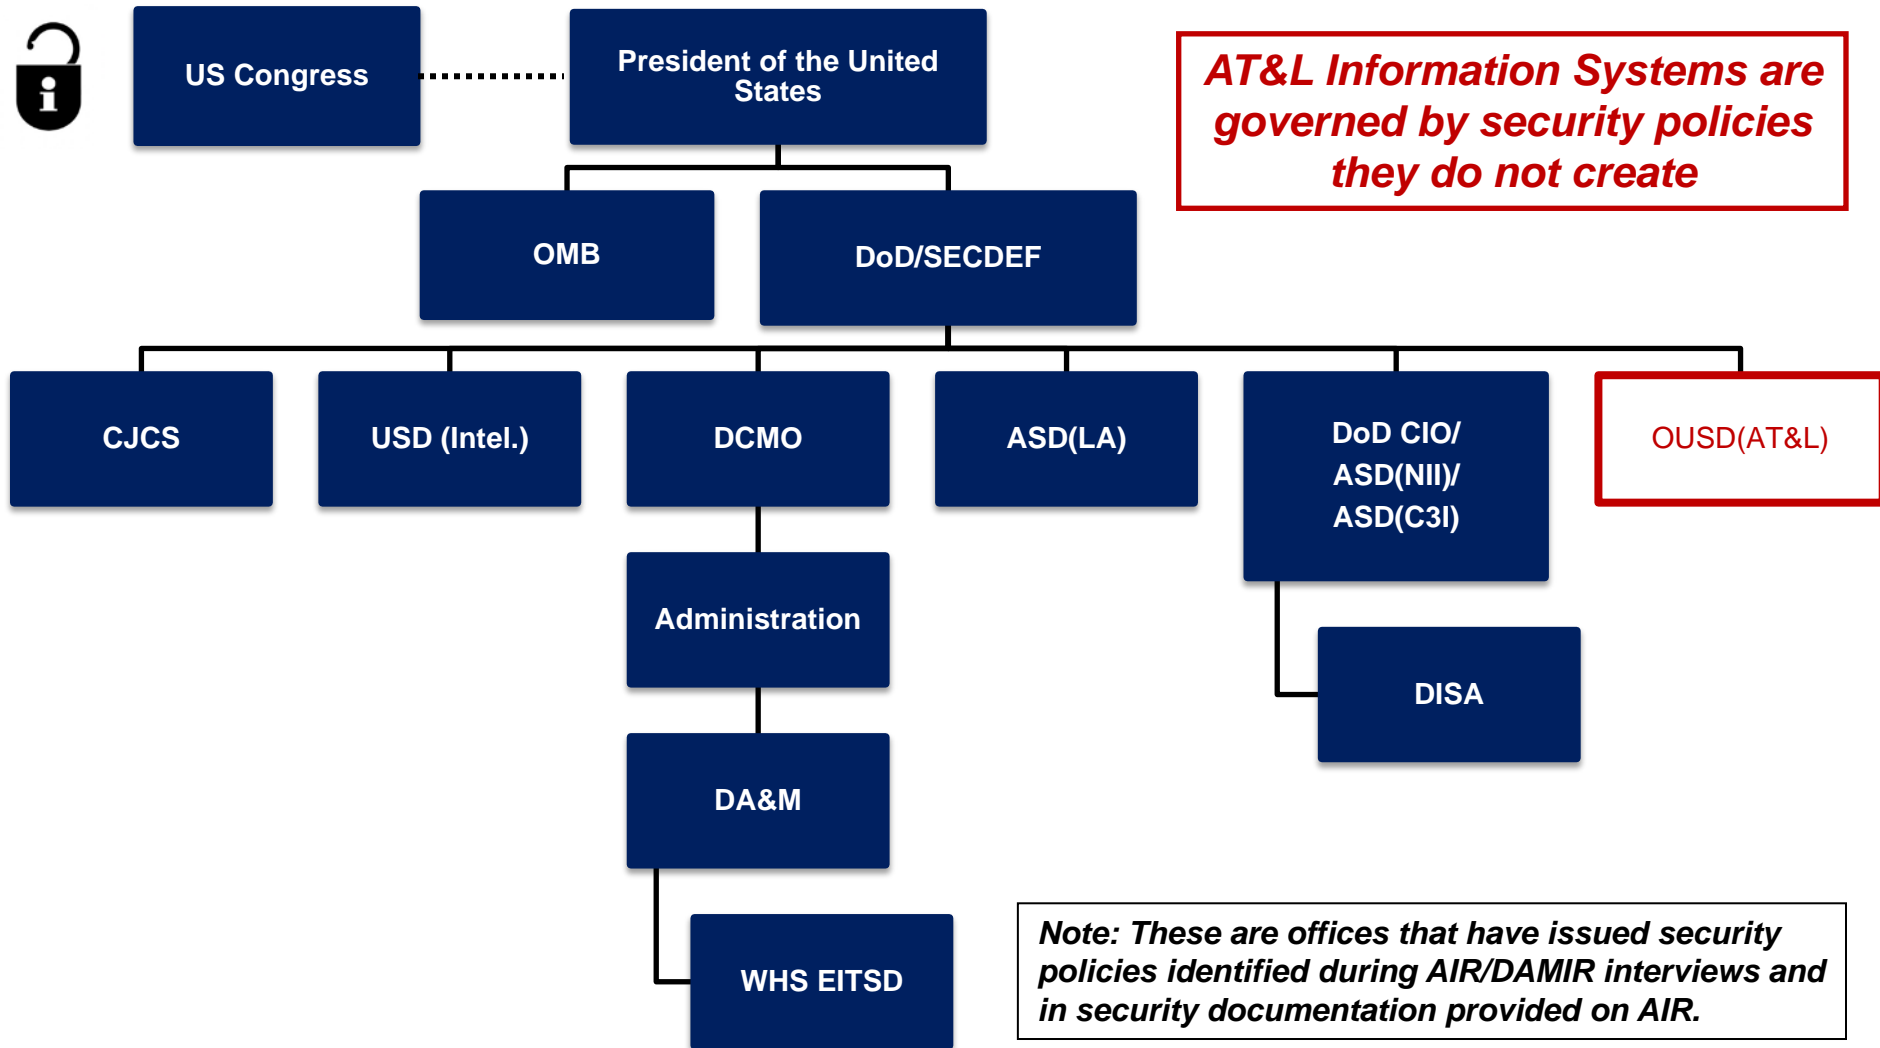 US Congress
President of the United
States
AT&L Information Systems are
governed by security policies
they do not create
OMB
DoD/SECDEF
CJCS
USD (Intel.)
DCMO
ASD(LA)
DoD CIO/
ASD(NII)/
ASD(C3I)
OUSD(AT&L)
Administration
DISA
DA&M
WHS EITSD
Note: These are offices that have issued security
policies identified during AIR/DAMIR interviews and
in security documentation provided on AIR.